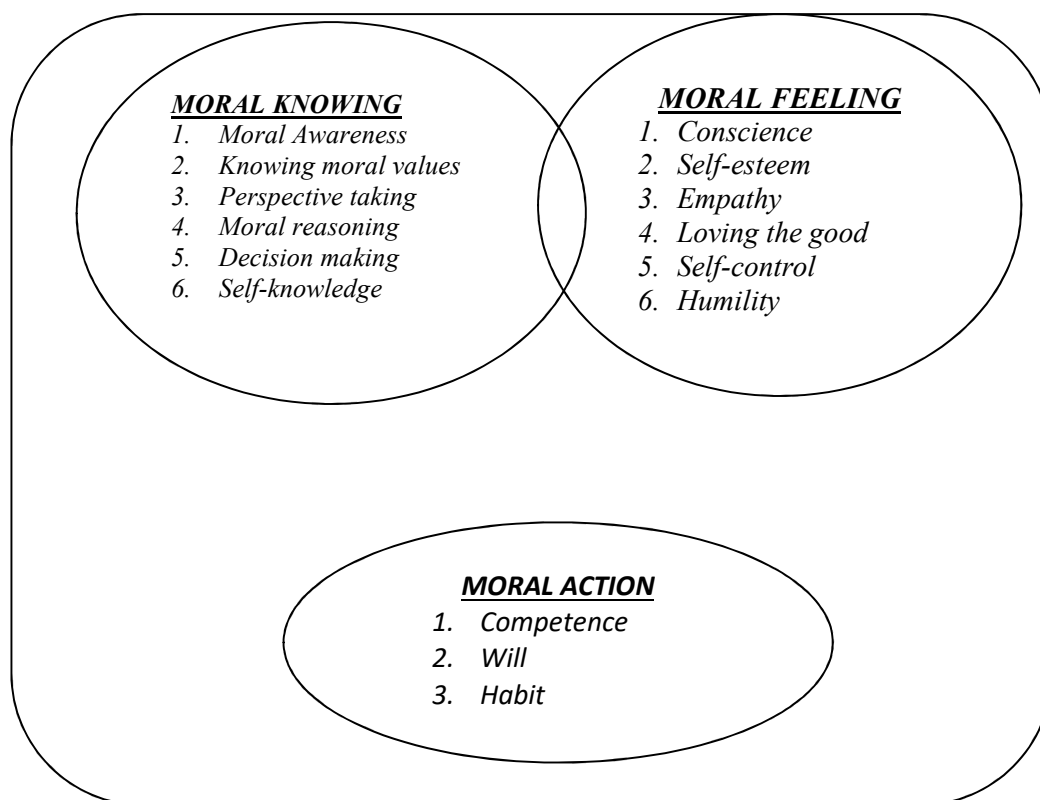 MORAL KNOWING
1. Moral Awareness
2. Knowing moral values
3. Perspective taking
4. Moral reasoning
5. Decision making
6. Self-knowledge
MORAL FEELING
1. Conscience
2. Self-esteem
3. Empathy
4. Loving the good
5. Self-control
6. Humility
MORAL ACTION
1. Competence
2. Will
3. Habit